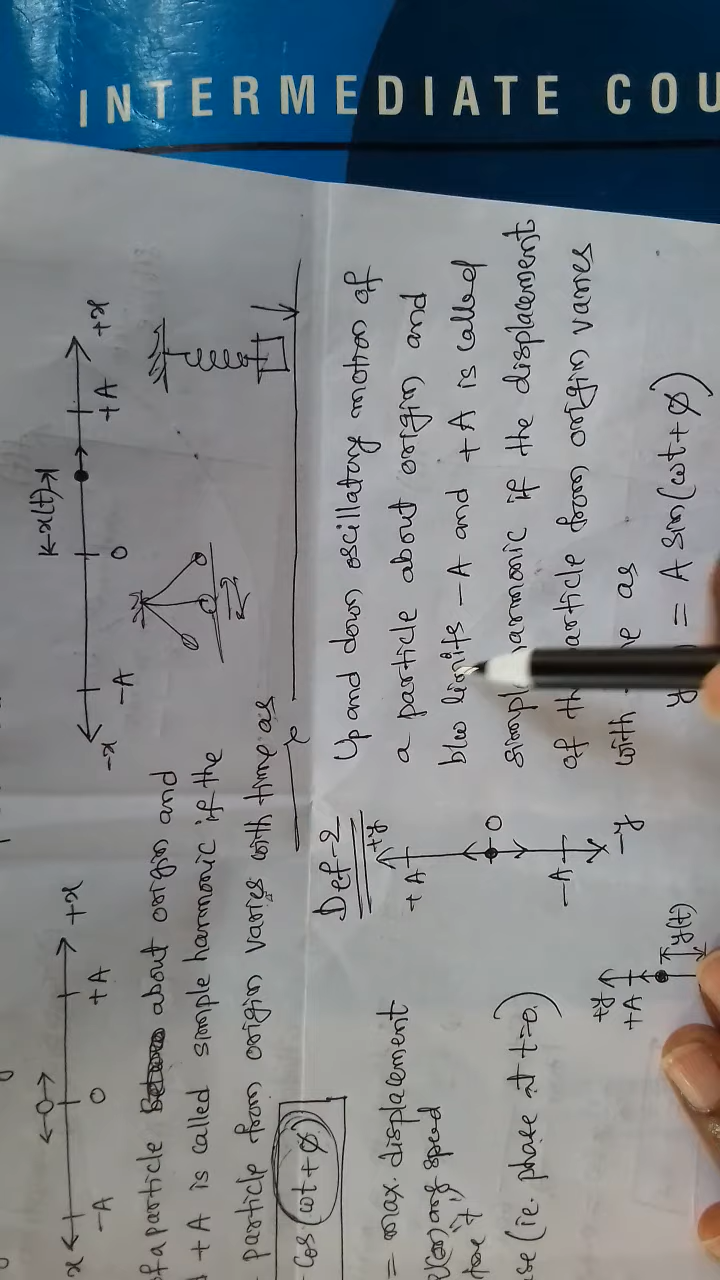 INTERMEDIATE COU
x(t)
-x -A O +A +x
x -A O +A +x
of a particle about origin and
+A is called simple harmonic if the
particle from origin varies with time as
cos(ωt+φ)
= max. displacement
(or) ang speed
se (ie. phase at t=0)
Def-2
+y
+A
O
-A
-y
Up and down oscillatory motion of
a particle about origin and
b/w limits -A and +A is called
simple harmonic if the displacement
of the particle from origin varies
with as
y = A sin(ωt+φ)
+y
+A
y(t)